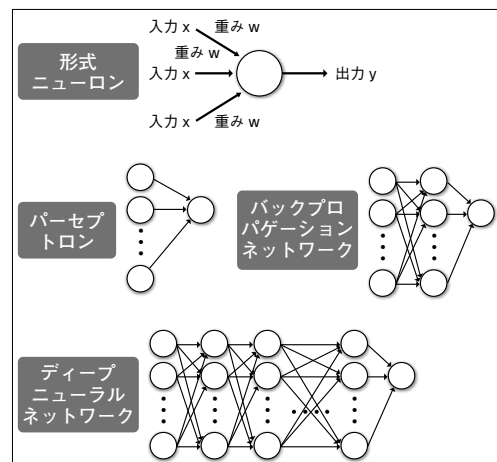 入力 x 重み w
重み w
形式
ニューロン
入力 x
出力 y
入力 x 重み w
パーセプ
トロン
バックプロ
パゲーション
ネットワーク
ディープ
ニューラル
ネットワーク